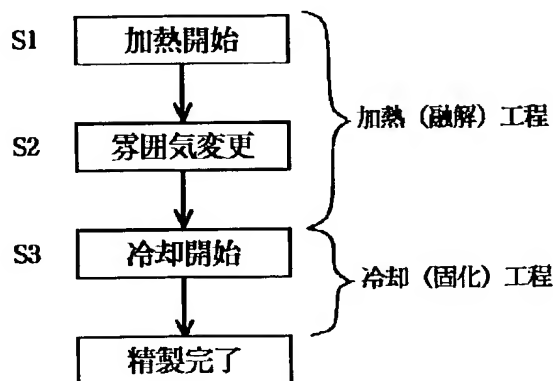 S1 加熱開始
加熱（融解）工程
S2 雰囲気変更
S3 冷却開始
冷却（固化）工程
精製完了